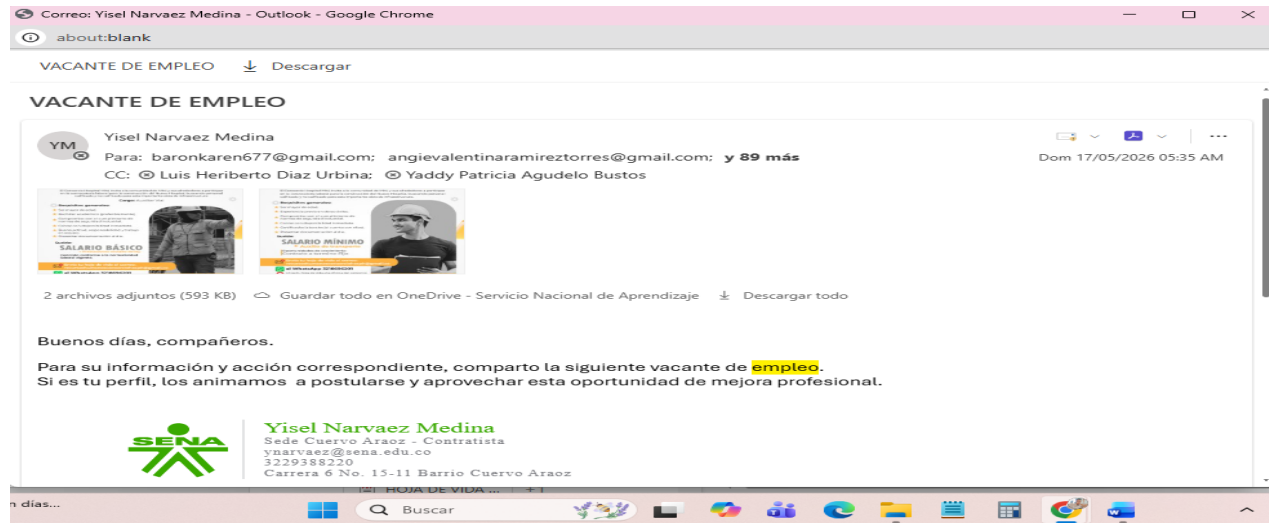 Correo: Yisel Narvaez Medina - Outlook - Google Chrome
about:blank
VACANTE DE EMPLEO Descargar
VACANTE DE EMPLEO
YM
Yisel Narvaez Medina
Para: baronkaren677@gmail.com; angievalentinaramireztorres@gmail.com; y 89 más
Dom 17/05/2026 05:35 AM
CC: Luis Heriberto Diaz Urbina; Yaddy Patricia Agudelo Bustos
Requisitos generales:
SALARIO BÁSICO
Requisitos generales:
SALARIO MÍNIMO
2 archivos adjuntos (593 KB) Guardar todo en OneDrive - Servicio Nacional de Aprendizaje Descargar todo
Buenos días, compañeros.
Para su información y acción correspondiente, comparto la siguiente vacante de empleo.
Si es tu perfil, los animamos a postularse y aprovechar esta oportunidad de mejora profesional.
SENA
Yisel Narvaez Medina
Sede Cuervo Araoz - Contratista
ynarvaez@sena.edu.co
3229388220
Carrera 6 No. 15-11 Barrio Cuervo Araoz
HOJA DE VIDA ... +1
días...
Buscar